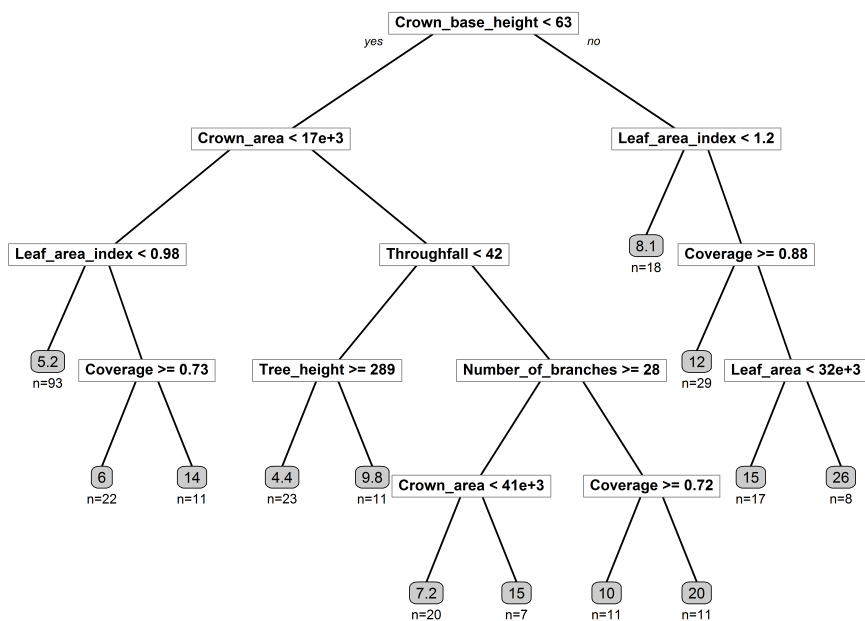 Crown_base_height < 63
yes
no
Crown_area < 17e+3
Leaf_area_index < 1.2
Leaf_area_index < 0.98
Throughfall < 42
8.1
n=18
Coverage >= 0.88
5.2
n=93
Coverage >= 0.73
Tree_height >= 289
Number_of_branches >= 28
12
n=29
Leaf_area < 32e+3
6
n=22
14
n=11
4.4
n=23
9.8
n=11
Crown_area < 41e+3
Coverage >= 0.72
15
n=17
26
n=8
7.2
n=20
15
n=7
10
n=11
20
n=11